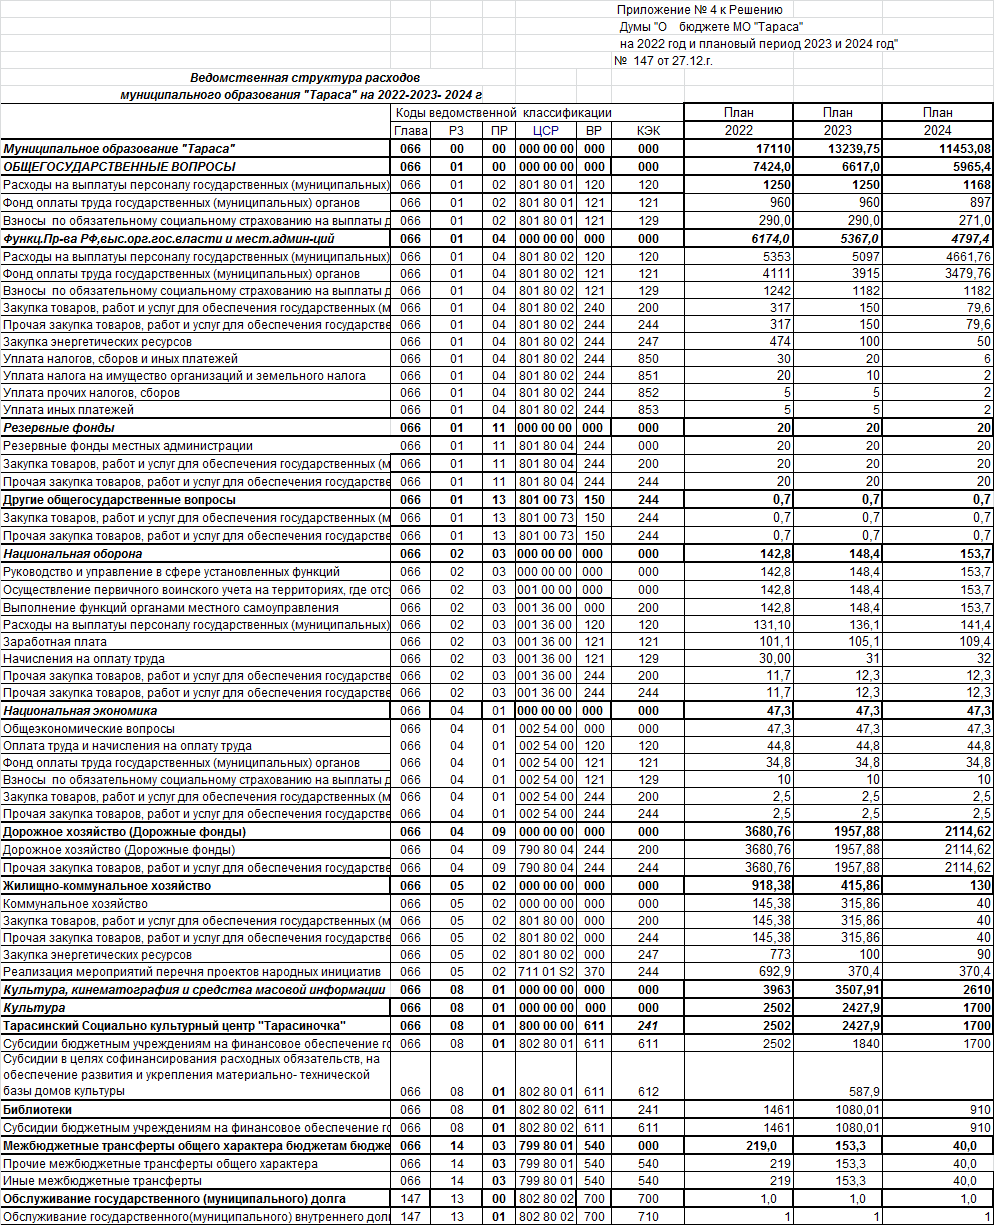 Приложение № 4 к Решению
Думы "О бюджете МО "Тараса"
на 2022 год и плановый период 2023 и 2024 год"
№ 147 от 27.12.г.
Ведомственная структура расходов
муниципального образования "Тараса" на 2022-2023- 2024 г
Коды ведомственной классификации План План План
Глава РЗ ПР ЦСР ВР КЭК 2022 2023 2024
Муниципальное образование "Тараса" 066 00 00 000 00 00 000 000 17110 13239,75 11453,08
ОБЩЕГОСУДАРСТВЕННЫЕ ВОПРОСЫ 066 01 00 000 00 00 000 000 7424,0 6617,0 5965,4
Расходы на выплатуы персоналу государственных (муниципальных) 066 01 02 801 80 01 120 120 1250 1250 1168
Фонд оплаты труда государственных (муниципальных) органов 066 01 02 801 80 01 121 121 960 960 897
Взносы по обязательному социальному страхованию на выплаты д 066 01 02 801 80 01 121 129 290,0 290,0 271,0
Функц.Пр-ва РФ,выс.орг.гос.власти и мест.админ-ций 066 01 04 000 00 00 000 000 6174,0 5367,0 4797,4
Расходы на выплатуы персоналу государственных (муниципальных) 066 01 04 801 80 02 120 120 5353 5097 4661,76
Фонд оплаты труда государственных (муниципальных) органов 066 01 04 801 80 02 121 121 4111 3915 3479,76
Взносы по обязательному социальному страхованию на выплаты д 066 01 04 801 80 02 121 129 1242 1182 1182
Закупка товаров, работ и услуг для обеспечения государственных (м 066 01 04 801 80 02 240 200 317 150 79,6
Прочая закупка товаров, работ и услуг для обеспечения государстве 066 01 04 801 80 02 244 244 317 150 79,6
Закупка энергетических ресурсов 066 01 04 801 80 02 244 247 474 100 50
Уплата налогов, сборов и иных платежей 066 01 04 801 80 02 244 850 30 20 6
Уплата налога на имущество организаций и земельного налога 066 01 04 801 80 02 244 851 20 10 2
Уплата прочих налогов, сборов 066 01 04 801 80 02 244 852 5 5 2
Уплата иных платежей 066 01 04 801 80 02 244 853 5 5 2
Резервные фонды 066 01 11 000 00 00 000 000 20 20 20
Резервные фонды местных администрации 066 01 11 801 80 04 244 000 20 20 20
Закупка товаров, работ и услуг для обеспечения государственных (м 066 01 11 801 80 04 244 200 20 20 20
Прочая закупка товаров, работ и услуг для обеспечения государстве 066 01 11 801 80 04 244 244 20 20 20
Другие общегосударственные вопросы 066 01 13 801 00 73 150 244 0,7 0,7 0,7
Закупка товаров, работ и услуг для обеспечения государственных (м 066 01 13 801 00 73 150 244 0,7 0,7 0,7
Прочая закупка товаров, работ и услуг для обеспечения государстве 066 01 13 801 00 73 150 244 0,7 0,7 0,7
Национальная оборона 066 02 03 000 00 00 000 000 142,8 148,4 153,7
Руководство и управление в сфере установленных функций 066 02 03 000 00 00 000 000 142,8 148,4 153,7
Осуществление первичного воинского учета на территориях, где отсу 066 02 03 001 00 00 000 000 142,8 148,4 153,7
Выполнение функций органами местного самоуправления 066 02 03 001 36 00 000 200 142,8 148,4 153,7
Расходы на выплатуы персоналу государственных (муниципальных) 066 02 03 001 36 00 120 120 131,10 136,1 141,4
Заработная плата 066 02 03 001 36 00 121 121 101,1 105,1 109,4
Начисления на оплату труда 066 02 03 001 36 00 121 129 30,00 31 32
Прочая закупка товаров, работ и услуг для обеспечения государстве 066 02 03 001 36 00 244 200 11,7 12,3 12,3
Прочая закупка товаров, работ и услуг для обеспечения государстве 066 02 03 001 36 00 244 244 11,7 12,3 12,3
Национальная экономика 066 04 01 000 00 00 000 000 47,3 47,3 47,3
Общеэкономические вопросы 066 04 01 002 54 00 000 000 47,3 47,3 47,3
Оплата труда и начисления на оплату труда 066 04 01 002 54 00 120 120 44,8 44,8 44,8
Фонд оплаты труда государственных (муниципальных) органов 066 04 01 002 54 00 121 121 34,8 34,8 34,8
Взносы по обязательному социальному страхованию на выплаты д 066 04 01 002 54 00 121 129 10 10 10
Закупка товаров, работ и услуг для обеспечения государственных (м 066 04 01 002 54 00 244 200 2,5 2,5 2,5
Прочая закупка товаров, работ и услуг для обеспечения государстве 066 04 01 002 54 00 244 244 2,5 2,5 2,5
Дорожное хозяйство (Дорожные фонды) 066 04 09 000 00 00 000 000 3680,76 1957,88 2114,62
Дорожное хозяйство (Дорожные фонды) 066 04 09 790 80 04 244 200 3680,76 1957,88 2114,62
Прочая закупка товаров, работ и услуг для обеспечения государстве 066 04 09 790 80 04 244 244 3680,76 1957,88 2114,62
Жилищно-коммунальное хозяйство 066 05 02 000 00 00 000 000 918,38 415,86 130
Коммунальное хозяйство 066 05 02 000 00 00 000 000 145,38 315,86 40
Закупка товаров, работ и услуг для обеспечения государственных (м 066 05 02 801 80 00 000 200 145,38 315,86 40
Прочая закупка товаров, работ и услуг для обеспечения государстве 066 05 02 801 80 02 000 244 145,38 315,86 40
Закупка энергетических ресурсов 066 05 02 801 80 02 000 247 773 100 90
Реализация мероприятий перечня проектов народных инициатив 066 05 02 711 01 S2 370 244 692,9 370,4 370,4
Культура, кинематография и средства масовой информации 066 08 01 000 00 00 000 000 3963 3507,91 2610
Культура 066 08 01 000 00 00 000 000 2502 2427,9 1700
Тарасинский Социально культурный центр "Тарасиночка" 066 08 01 800 00 00 611 241 2502 2427,9 1700
Субсидии бюджетным учреждениям на финансовое обеспечение го 066 08 01 802 80 01 611 611 2502 1840 1700
Субсидии в целях софинансирования расходных обязательств, на
обеспечение развития и укрепления материально- технической
базы домов культуры 066 08 01 802 80 01 611 612 587,9
Библиотеки 066 08 01 802 80 02 611 241 1461 1080,01 910
Субсидии бюджетным учреждениям на финансовое обеспечение го 066 08 01 802 80 02 611 611 1461 1080,01 910
Межбюджетные трансферты общего характера бюджетам бюдже 066 14 03 799 80 01 540 000 219,0 153,3 40,0
Прочие межбюджетные трансферты общего характера 066 14 03 799 80 01 540 540 219 153,3 40,0
Иные межбюджетные трансферты 066 14 03 799 80 01 540 540 219 153,3 40,0
Обслуживание государственного (муниципального) долга 147 13 00 802 80 02 700 700 1,0 1,0 1,0
Обслуживание государственного(муниципального) внутреннего дол 147 13 01 802 80 02 700 710 1 1 1